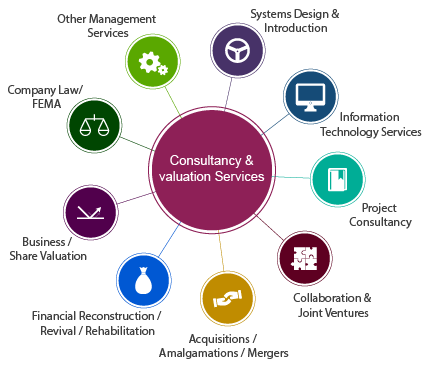 Other Management
Services
Systems Design &
Introduction
Company Law/
FEMA
Information
Technology Services
Consultancy &
valuation Services
Project
Consultancy
Business /
Share Valuation
Collaboration &
Joint Ventures
Financial Reconstruction /
Revival / Rehabilitation
Acquisitions /
Amalgamations / Mergers